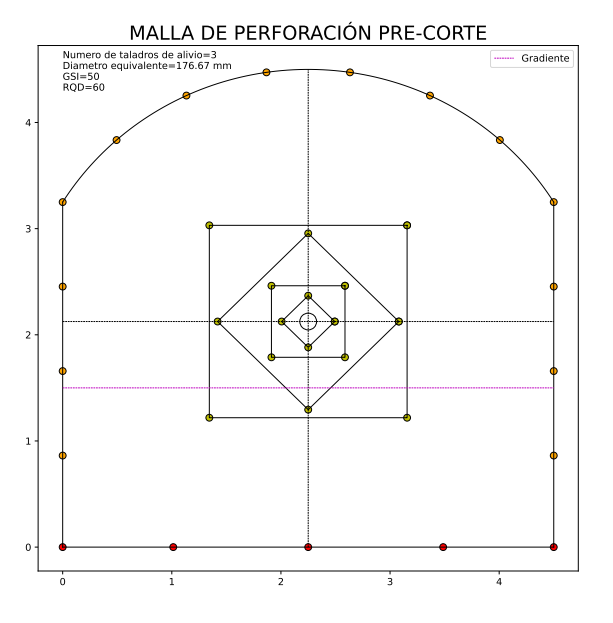 MALLA DE PERFORACIÓN PRE-CORTE
Numero de taladros de alivio=3
Diametro equivalente=176.67 mm
GSI=50
RQD=60
Gradiente
4
3
2
1
0
0
1
2
3
4